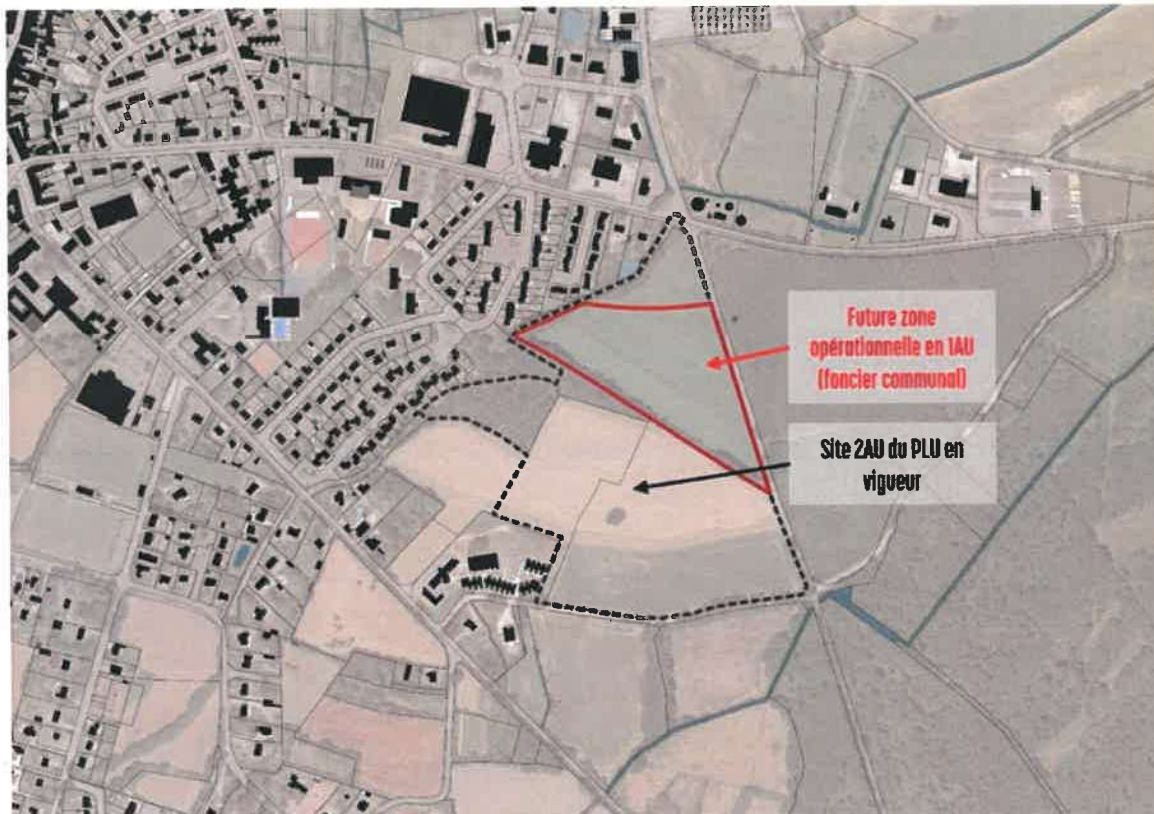 Future zone
opérationnelle en 1AU
(foncier communal)
Site 2AU du PLU en
vigueur